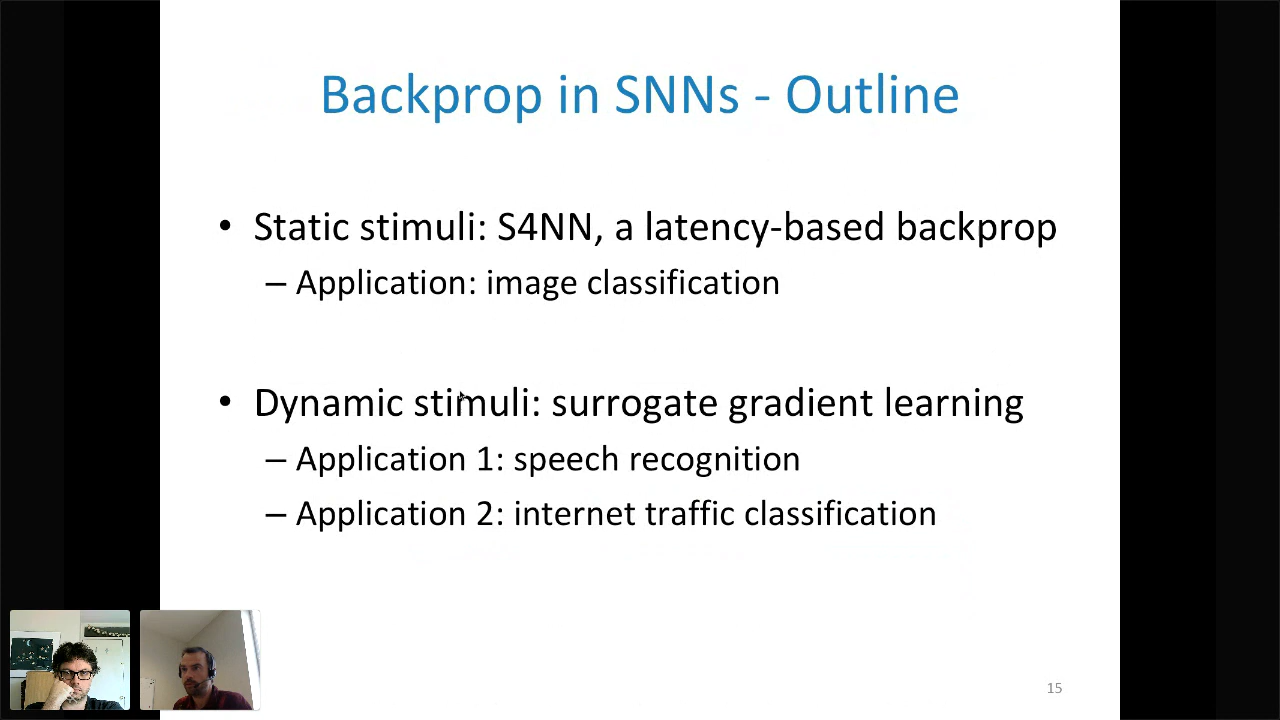 Backprop in SNNs - Outline
• Static stimuli: S4NN, a latency-based backprop
– Application: image classification
• Dynamic stimuli: surrogate gradient learning
– Application 1: speech recognition
– Application 2: internet traffic classification
15